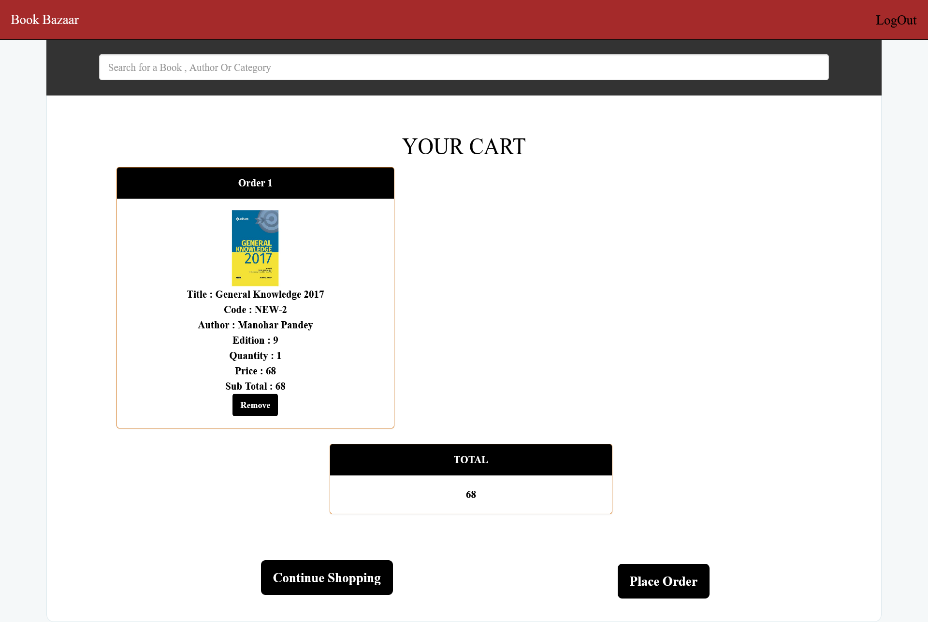 Book Bazaar
LogOut
Search for a Book , Author Or Category
YOUR CART
Order 1
GENERAL
KNOWLEDGE
2017
Title : General Knowledge 2017
Code : NEW-2
Author : Manohar Pandey
Edition : 9
Quantity : 1
Price : 68
Sub Total : 68
Remove
TOTAL
68
Continue Shopping
Place Order